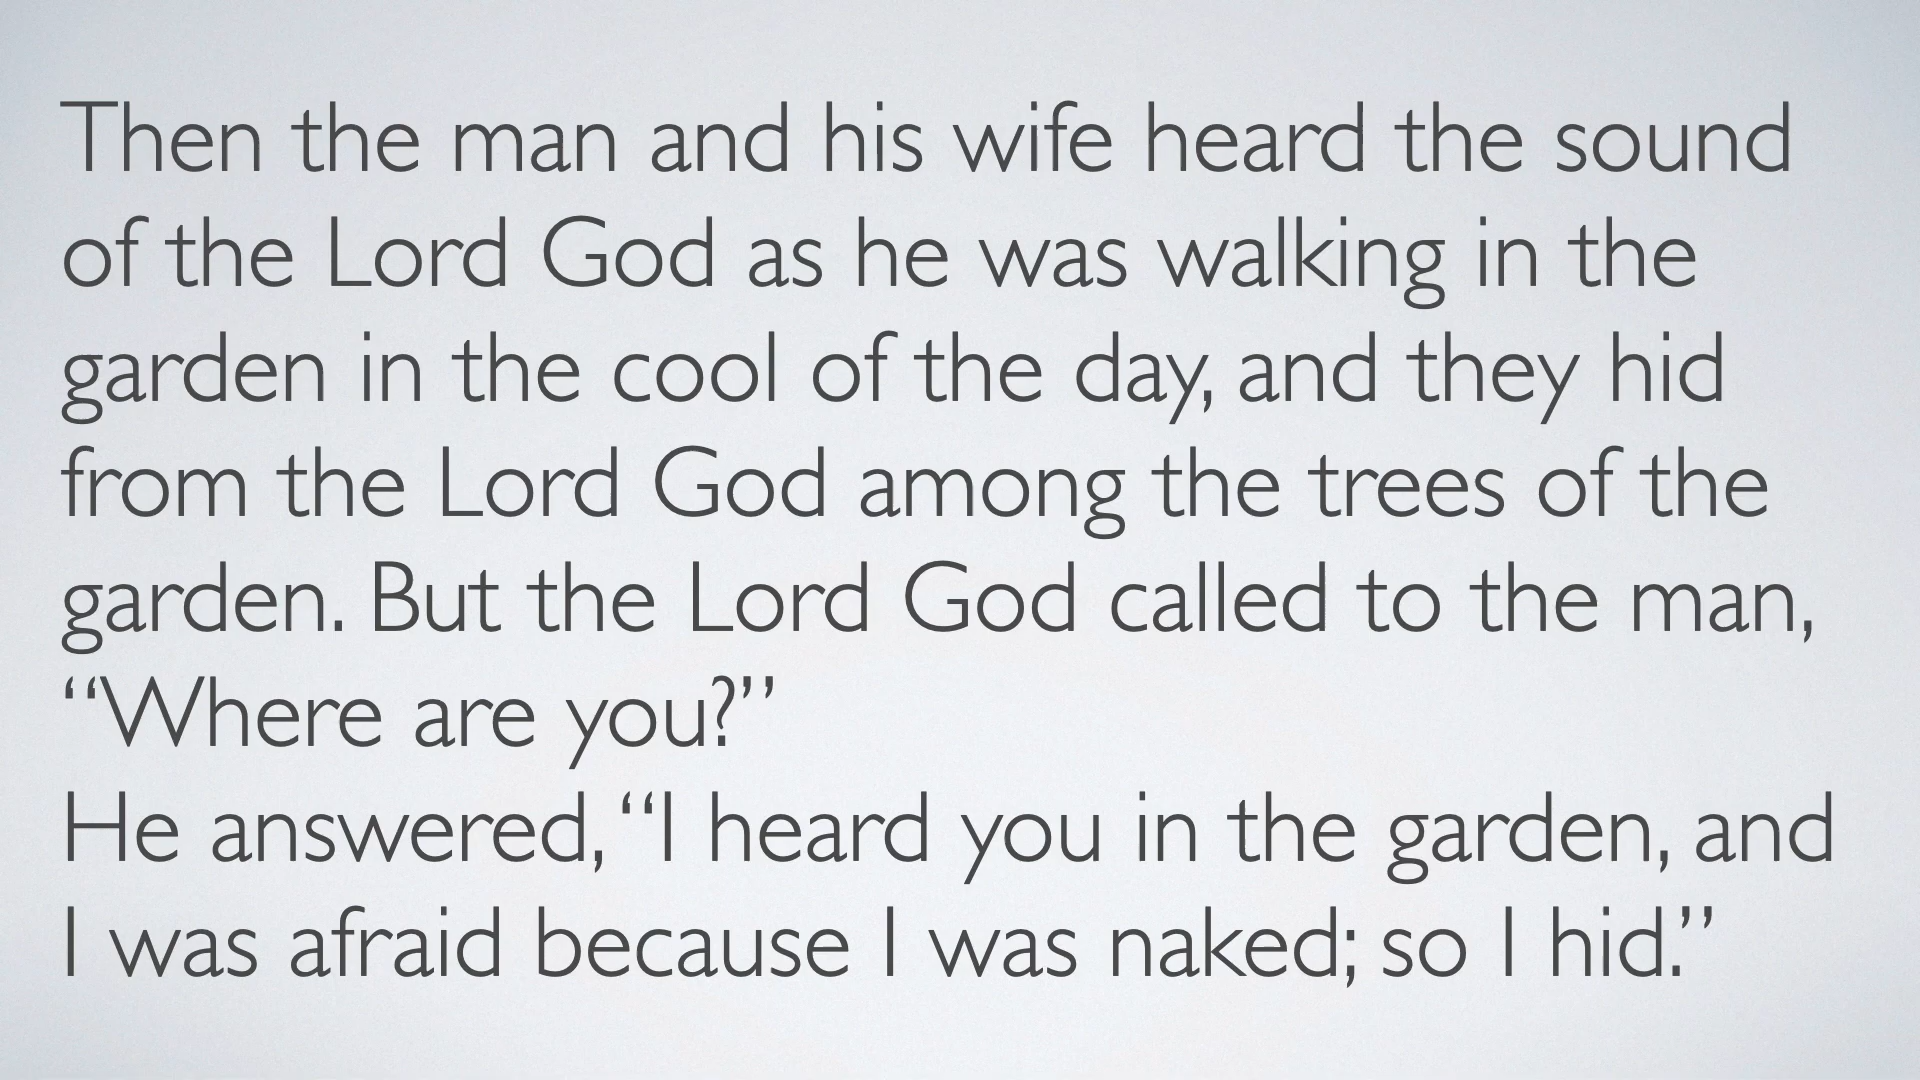 Then the man and his wife heard the sound
of the Lord God as he was walking in the
garden in the cool of the day, and they hid
from the Lord God among the trees of the
garden. But the Lord God called to the man,
“Where are you?”
He answered, “I heard you in the garden, and
I was afraid because I was naked; so I hid.”